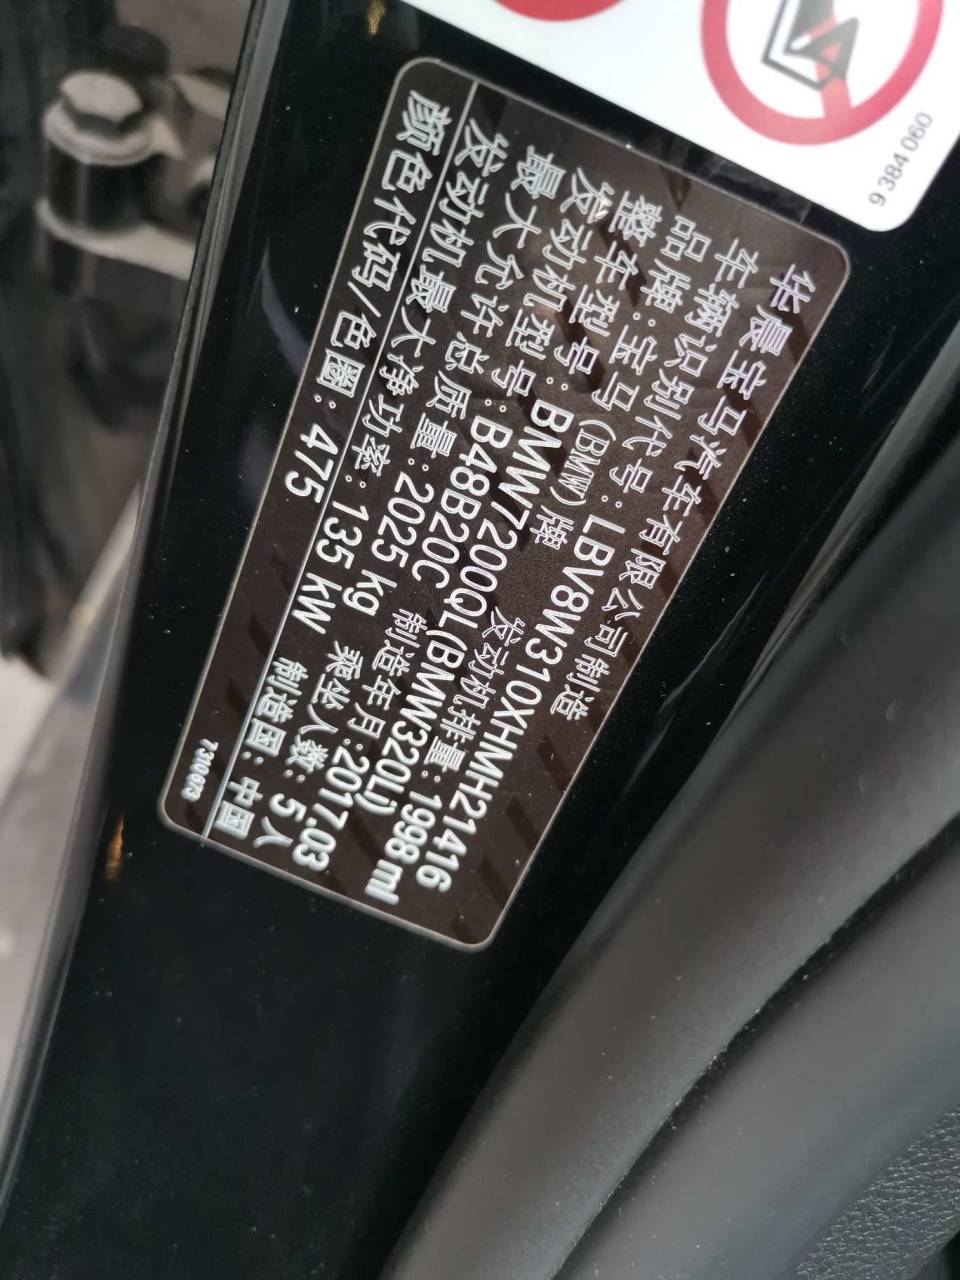 华晨宝马汽车有限公司制造
车辆识别代号:LBV8W310XHMH21416
品牌:宝马(BMW)牌 发动机排量:1998 ml
整车型号:BMW7200QL(BMW320Li)
发动机型号:B48B20C 制造年月:2017.03
最大允许总质量:2025 kg 乘坐人数:5人
发动机最大净功率:135 kW 制造国:中国
颜色代码/色圈:475
7310673
9 384 060